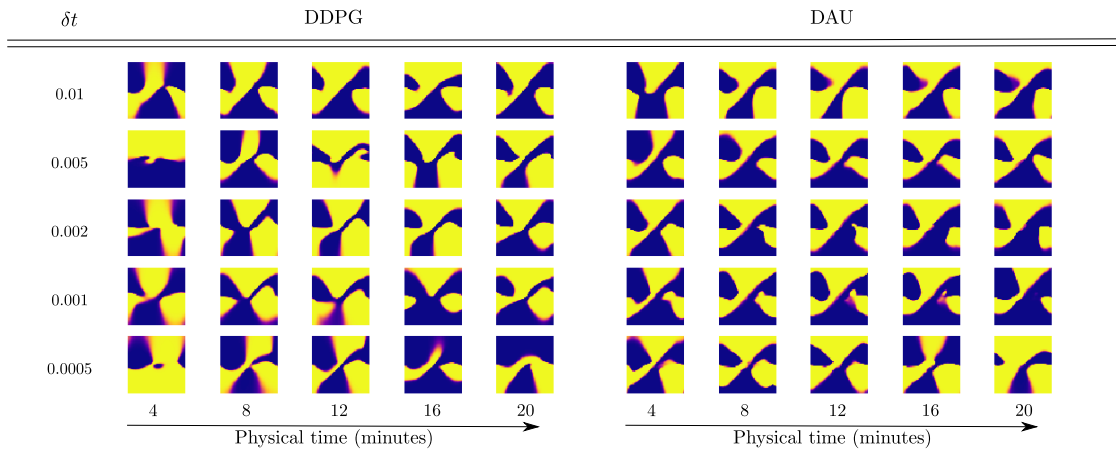 δt DDPG DAU
0.01
0.005
0.002
0.001
0.0005
4 8 12 16 20 4 8 12 16 20
Physical time (minutes) Physical time (minutes)